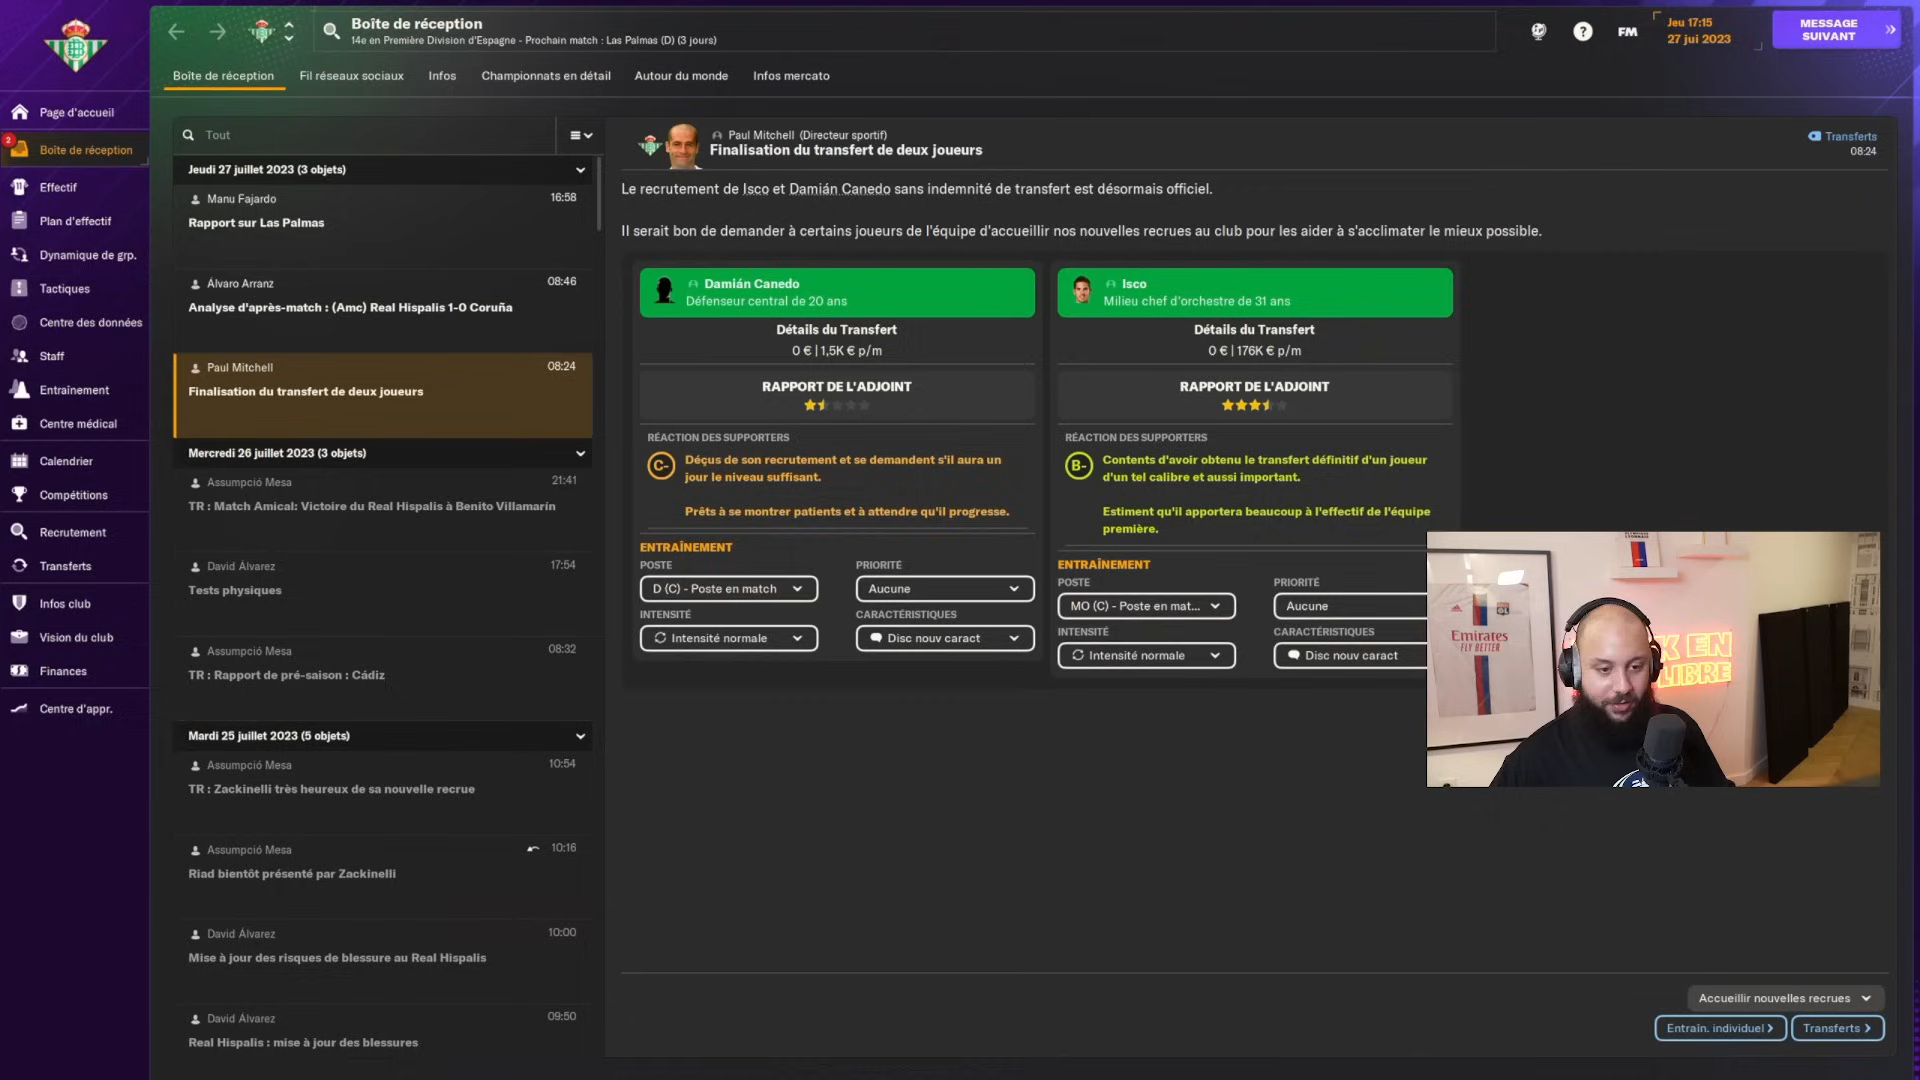 Boîte de réception
14e en Première Division d'Espagne - Prochain match : Las Palmas (D) (3 jours)
FM
Jeu 17:15
27 jui 2023
MESSAGE
SUIVANT
Boîte de réception
Fil réseaux sociaux
Infos
Championnats en détail
Autour du monde
Infos mercato
Page d'accueil
2
Boîte de réception
Effectif
Plan d'effectif
Dynamique de grp.
Tactiques
Centre des données
Staff
Entraînement
Centre médical
Calendrier
Compétitions
Recrutement
Transferts
Infos club
Vision du club
Finances
Centre d'appr.
Tout
Jeudi 27 juillet 2023 (3 objets)
Manu Fajardo 16:58
Rapport sur Las Palmas
Álvaro Arranz 08:46
Analyse d'après-match : (Amc) Real Hispalis 1-0 Coruña
Paul Mitchell 08:24
Finalisation du transfert de deux joueurs
Mercredi 26 juillet 2023 (3 objets)
Assumpció Mesa 21:41
TR : Match Amical: Victoire du Real Hispalis à Benito Villamarín
David Álvarez 17:54
Tests physiques
Assumpció Mesa 08:32
TR : Rapport de pré-saison : Cádiz
Mardi 25 juillet 2023 (5 objets)
Assumpció Mesa 10:54
TR : Zackinelli très heureux de sa nouvelle recrue
Assumpció Mesa 10:16
Riad bientôt présenté par Zackinelli
David Álvarez 10:00
Mise à jour des risques de blessure au Real Hispalis
David Álvarez 09:50
Real Hispalis : mise à jour des blessures
Paul Mitchell (Directeur sportif)
Finalisation du transfert de deux joueurs
Transferts
08:24
Le recrutement de Isco et Damián Canedo sans indemnité de transfert est désormais officiel.
Il serait bon de demander à certains joueurs de l'équipe d'accueillir nos nouvelles recrues au club pour les aider à s'acclimater le mieux possible.
Damián Canedo
Défenseur central de 20 ans
Détails du Transfert
0 € | 1,5K € p/m
RAPPORT DE L'ADJOINT
RÉACTION DES SUPPORTERS
C-
Déçus de son recrutement et se demandent s'il aura un
jour le niveau suffisant.
Prêts à se montrer patients et à attendre qu'il progresse.
ENTRAÎNEMENT
POSTE
PRIORITÉ
D (C) - Poste en match
Aucune
INTENSITÉ
CARACTÉRISTIQUES
Intensité normale
Disc nouv caract
Isco
Milieu chef d'orchestre de 31 ans
Détails du Transfert
0 € | 176K € p/m
RAPPORT DE L'ADJOINT
RÉACTION DES SUPPORTERS
B-
Contents d'avoir obtenu le transfert définitif d'un joueur
d'un tel calibre et aussi important.
Estiment qu'il apportera beaucoup à l'effectif de l'équipe
première.
ENTRAÎNEMENT
POSTE
PRIORITÉ
MO (C) - Poste en mat...
Aucune
INTENSITÉ
CARACTÉRISTIQUES
Intensité normale
Disc nouv caract
Emirates
FLY BETTER
K EN
LIBRE
Accueillir nouvelles recrues
Entraîn. individuel
Transferts